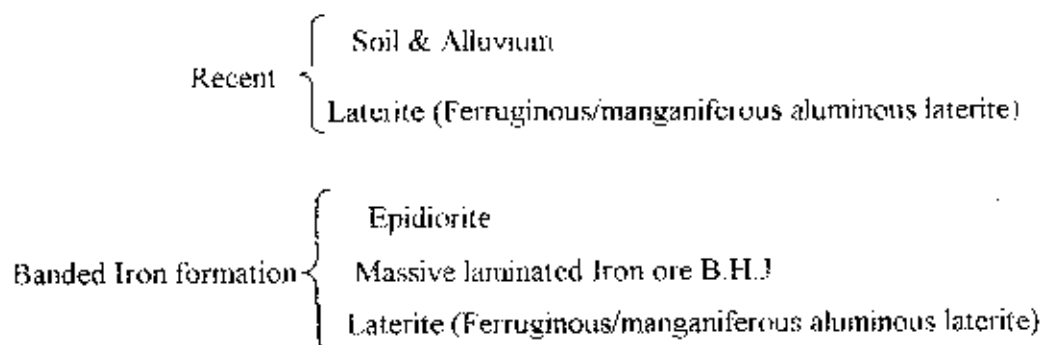 Soil & Alluvium
Recent
Laterite (Ferruginous/manganiferous aluminous laterite)
Epidiorite
Banded Iron formation
Massive laminated Iron ore B.H.J
Laterite (Ferruginous/manganiferous aluminous laterite)